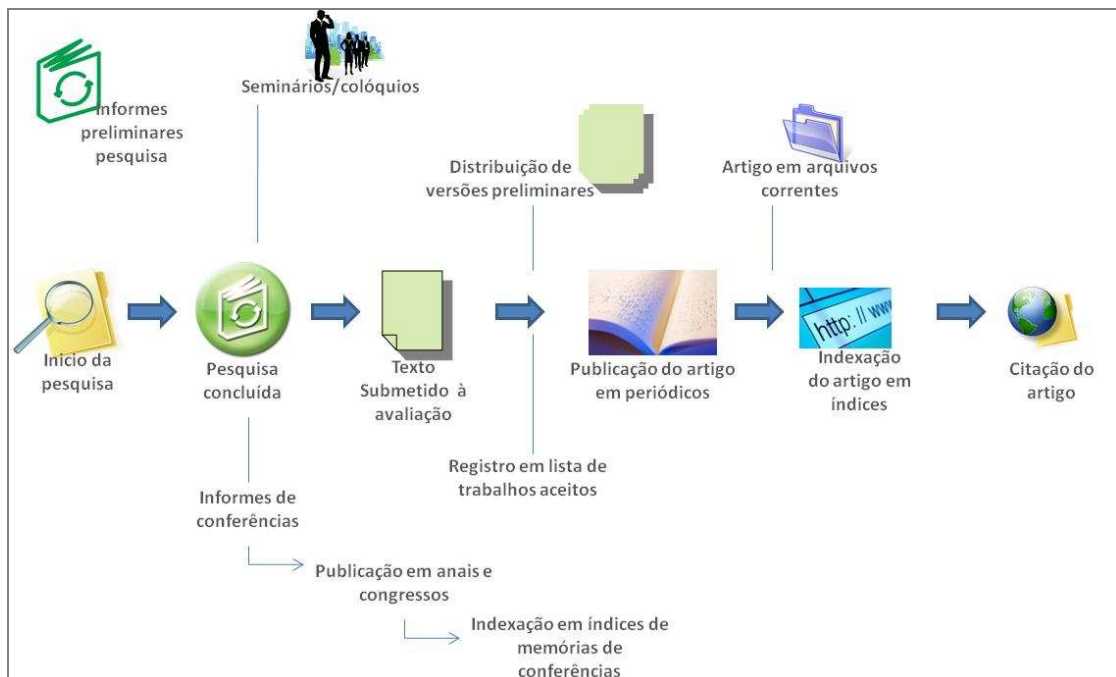 Seminários/colóquios
Informes
preliminares
pesquisa
Distribuição de
versões preliminares
Artigo em arquivos
correntes
Início da
pesquisa
Pesquisa
concluída
Texto
Submetido à
avaliação
Publicação do artigo
em periódicos
http: // www
Indexação
do artigo em
índices
Citação do
artigo
Registro em lista de
trabalhos aceitos
Informes de
conferências
Publicação em anais e
congressos
Indexação em índices de
memórias de
conferências